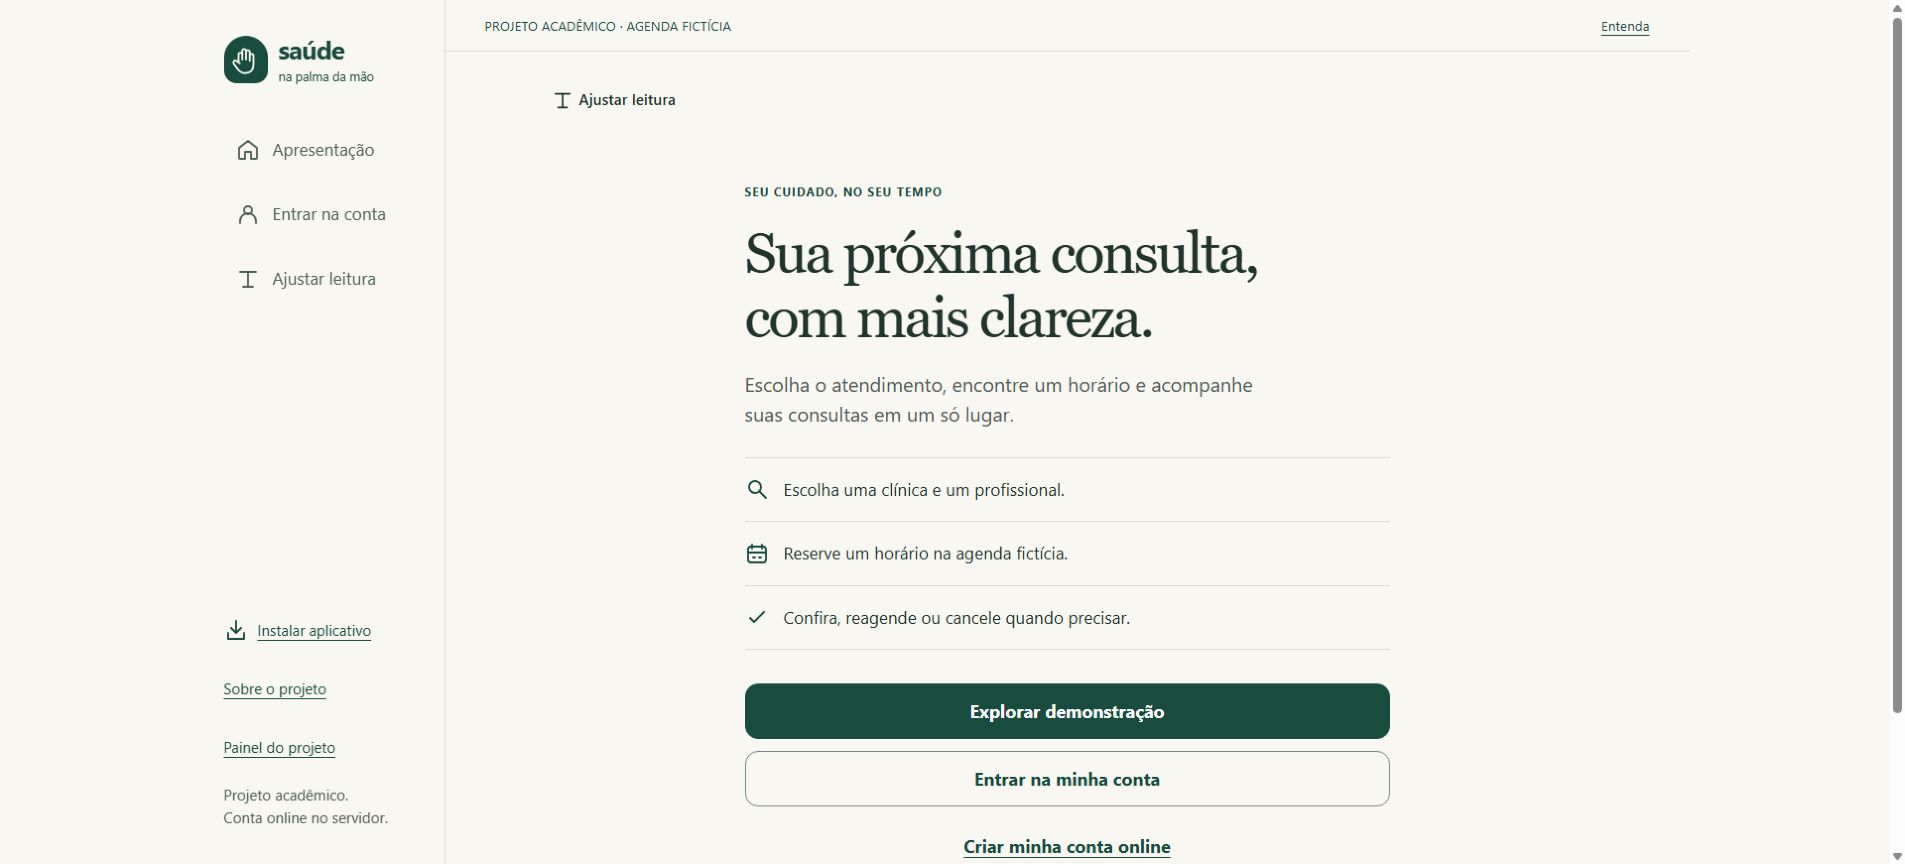 saúde
na palma da mão
Apresentação
Entrar na conta
Ajustar leitura
Instalar aplicativo
Sobre o projeto
Painel do projeto
Projeto acadêmico.
Conta online no servidor.
PROJETO ACADÊMICO · AGENDA FICTÍCIA
Entenda
Ajustar leitura
SEU CUIDADO, NO SEU TEMPO
Sua próxima consulta,
com mais clareza.
Escolha o atendimento, encontre um horário e acompanhe
suas consultas em um só lugar.
Escolha uma clínica e um profissional.
Reserve um horário na agenda fictícia.
Confira, reagende ou cancele quando precisar.
Explorar demonstração
Entrar na minha conta
Criar minha conta online